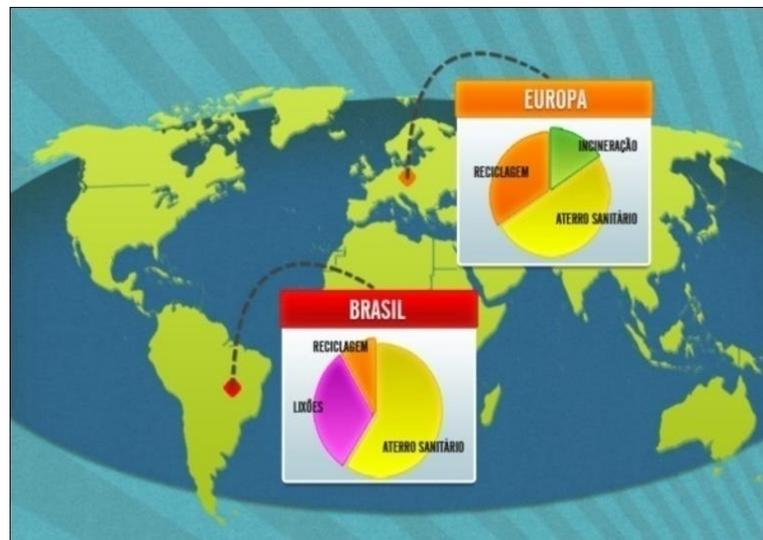 EUROPA
INCINERAÇÃO
RECICLAGEM
ATERRO SANITÁRIO
BRASIL
RECICLAGEM
LIXÕES
ATERRO SANITÁRIO